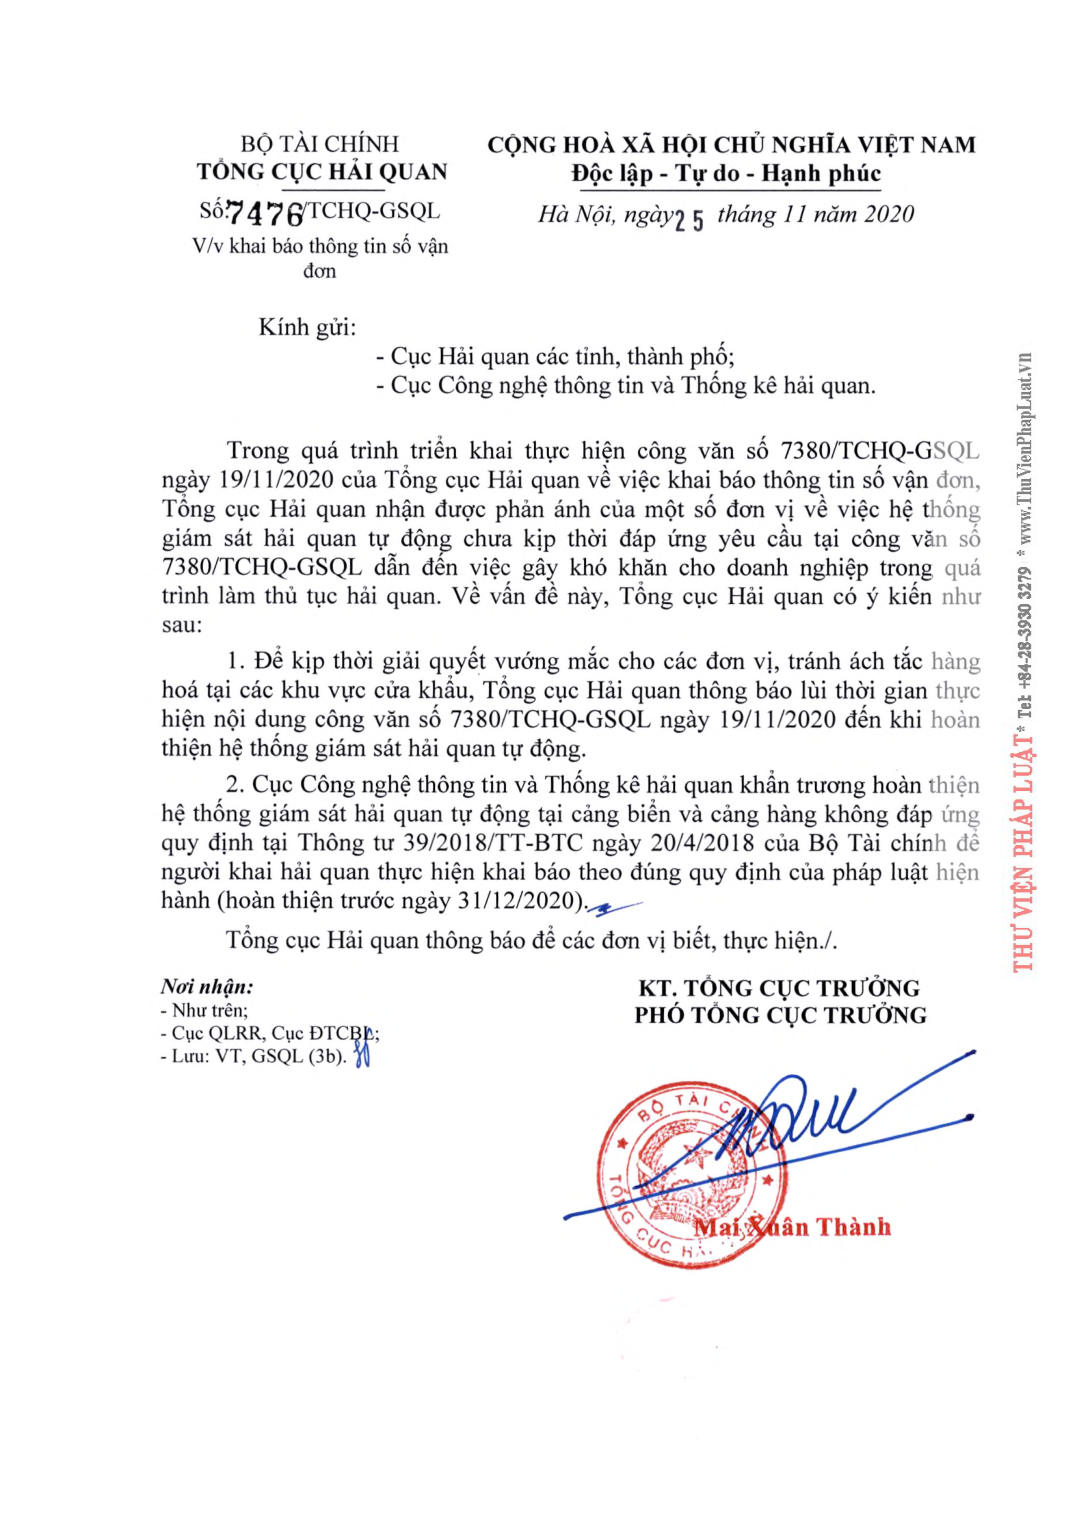 BỘ TÀI CHÍNH
TỔNG CỤC HẢI QUAN
Số:7476/TCHQ-GSQL
V/v khai báo thông tin số vận
đơn
CỘNG HOÀ XÃ HỘI CHỦ NGHĨA VIỆT NAM
Độc lập - Tự do - Hạnh phúc
Hà Nội, ngày 25 tháng 11 năm 2020
Kính gửi:
- Cục Hải quan các tỉnh, thành phố;
- Cục Công nghệ thông tin và Thống kê hải quan.
Trong quá trình triển khai thực hiện công văn số 7380/TCHQ-GSQL
ngày 19/11/2020 của Tổng cục Hải quan về việc khai báo thông tin số vận đơn,
Tổng cục Hải quan nhận được phản ánh của một số đơn vị về việc hệ thống
giám sát hải quan tự động chưa kịp thời đáp ứng yêu cầu tại công văn số
7380/TCHQ-GSQL dẫn đến việc gây khó khăn cho doanh nghiệp trong quá
trình làm thủ tục hải quan. Về vấn đề này, Tổng cục Hải quan có ý kiến như
sau:
1. Để kịp thời giải quyết vướng mắc cho các đơn vị, tránh ách tắc hàng
hoá tại các khu vực cửa khẩu, Tổng cục Hải quan thông báo lùi thời gian thực
hiện nội dung công văn số 7380/TCHQ-GSQL ngày 19/11/2020 đến khi hoàn
thiện hệ thống giám sát hải quan tự động.
2. Cục Công nghệ thông tin và Thống kê hải quan khẩn trương hoàn thiện
hệ thống giám sát hải quan tự động tại cảng biển và cảng hàng không đáp ứng
quy định tại Thông tư 39/2018/TT-BTC ngày 20/4/2018 của Bộ Tài chính để
người khai hải quan thực hiện khai báo theo đúng quy định của pháp luật hiện
hành (hoàn thiện trước ngày 31/12/2020).
Tổng cục Hải quan thông báo để các đơn vị biết, thực hiện./.
Nơi nhận:
- Như trên;
- Cục QLRR, Cục ĐTCBL;
- Lưu: VT, GSQL (3b).
KT. TỔNG CỤC TRƯỞNG
PHÓ TỔNG CỤC TRƯỞNG
BỘ TÀI CHÍNH
TỔNG CỤC HẢI QUAN
Mai Xuân Thành
THƯ VIỆN PHÁP LUẬT * Tel: +84-28-3930 3279 * www.ThuVienPhapLuat.vn